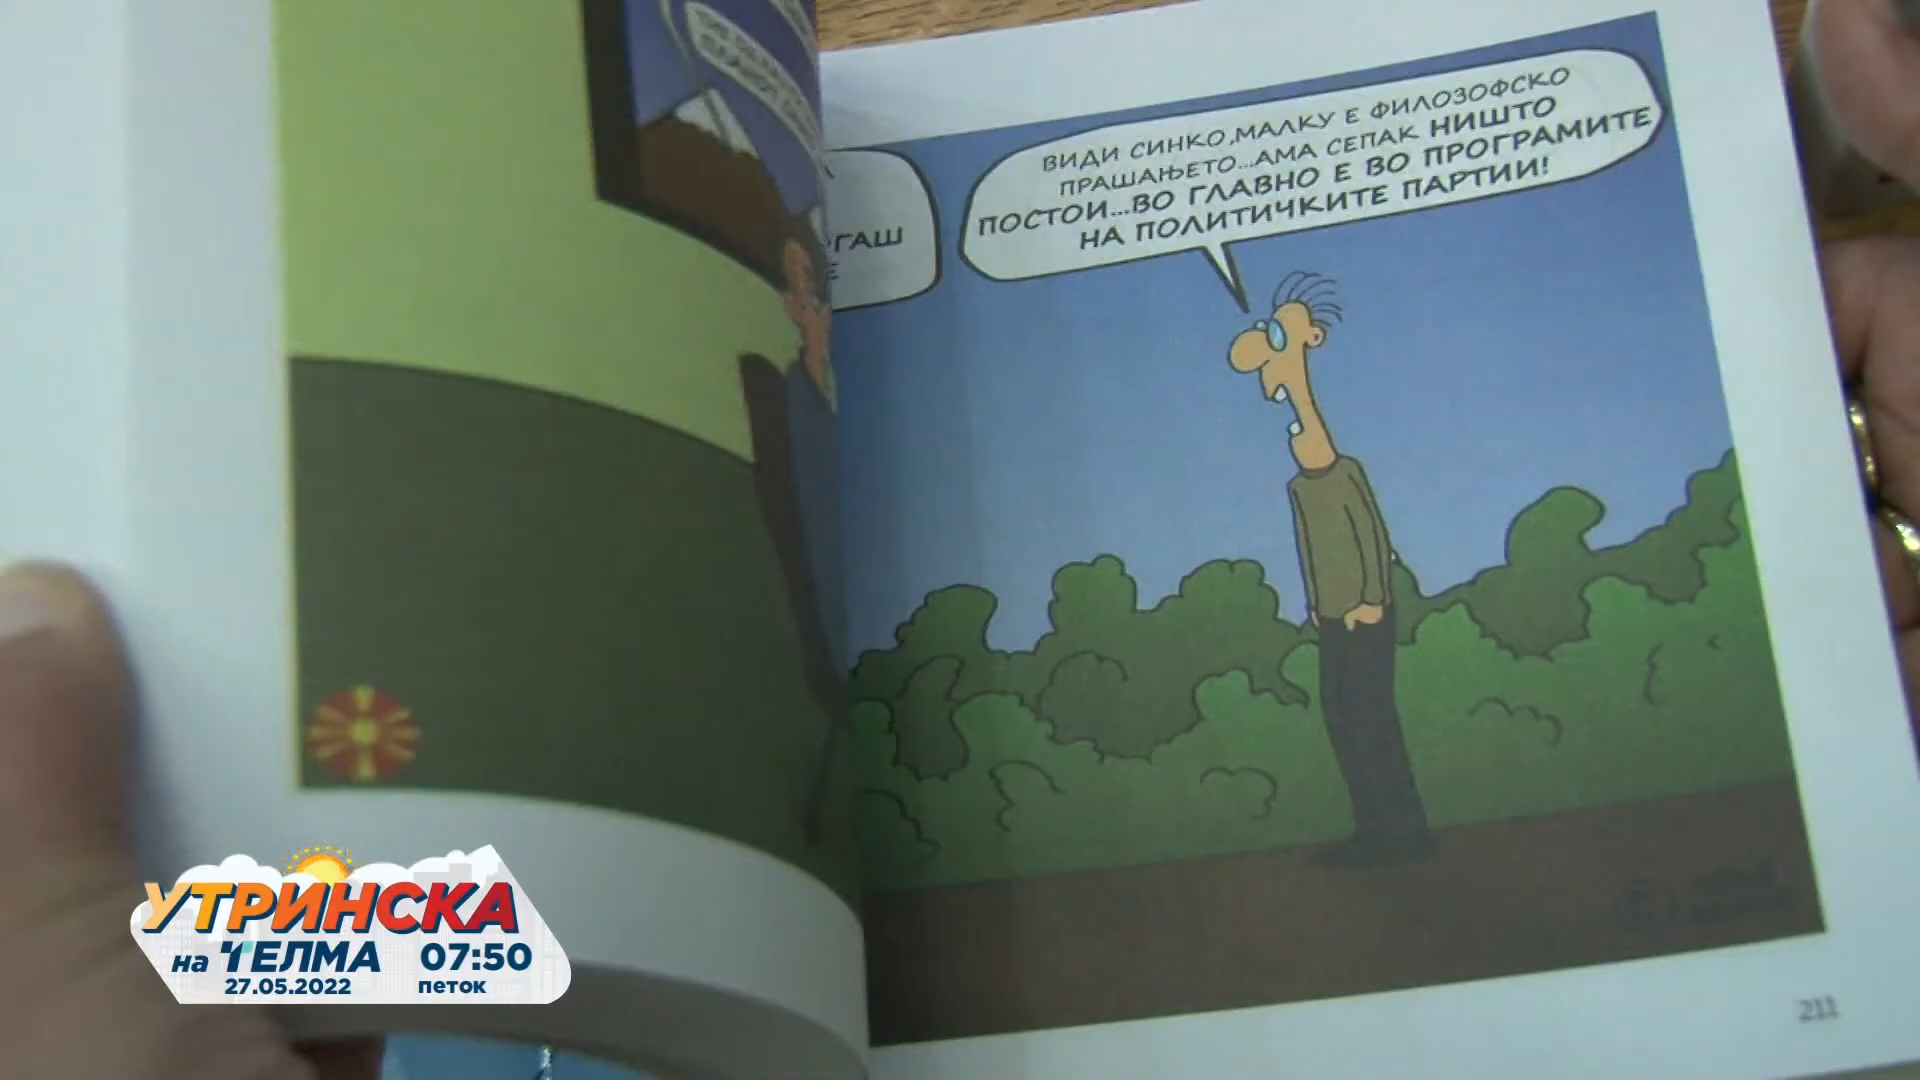 ВИДИ СИНКО,МАЛКУ Е ФИЛОЗОФСКО
ПРАШАЊЕТО...АМА СЕПАК НИШТО
ПОСТОИ...ВО ГЛАВНО Е ВО ПРОГРАМИТЕ
НА ПОЛИТИЧКИТЕ ПАРТИИ!
211
УТРИНСКА
на ТЕЛМА 07:50
27.05.2022 петок